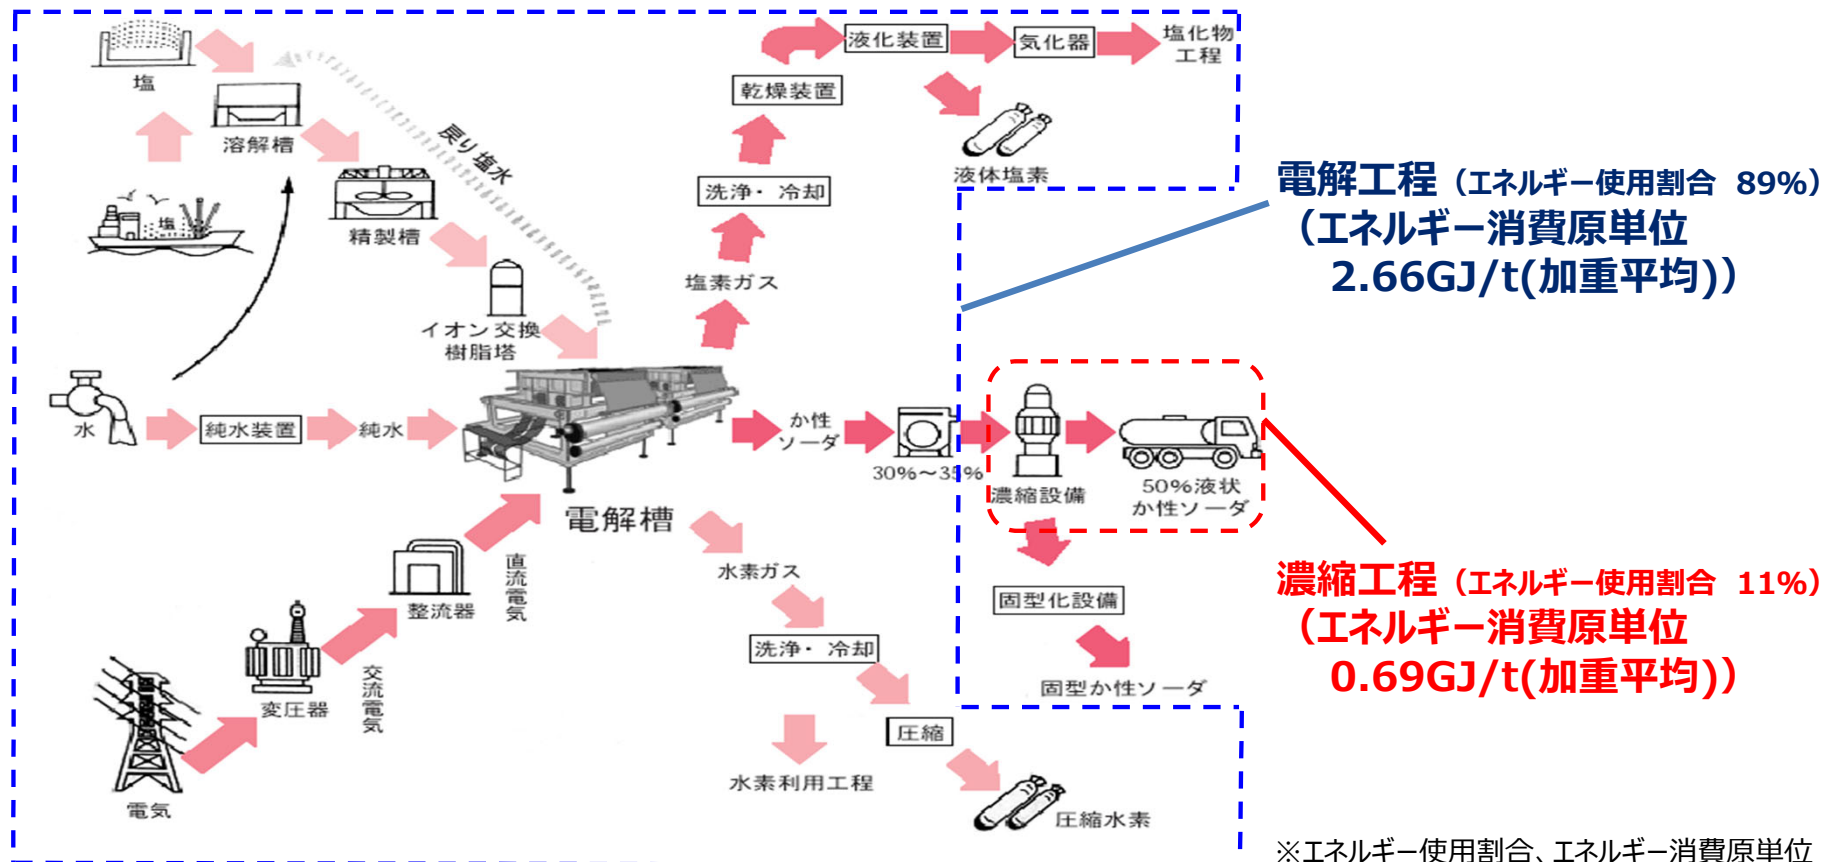 塩
溶解槽
戻り塩水
精製槽
塩
イオン交換
樹脂塔
水
純水装置
純水
電解槽
直流電気
整流器
交流電気
変圧器
電気
塩素ガス
洗浄・冷却
乾燥装置
液化装置
気化器
塩化物
工程
液体塩素
か性
ソーダ
30%～35%
濃縮設備
50%液状
か性ソーダ
固型化設備
固型か性ソーダ
水素ガス
洗浄・冷却
圧縮
水素利用工程
圧縮水素
電解工程（エネルギー使用割合 89%）
（エネルギー消費原単位
2.66GJ/t(加重平均)）
濃縮工程（エネルギー使用割合 11%）
（エネルギー消費原単位
0.69GJ/t(加重平均)）
※エネルギー使用割合、エネルギー消費原単位